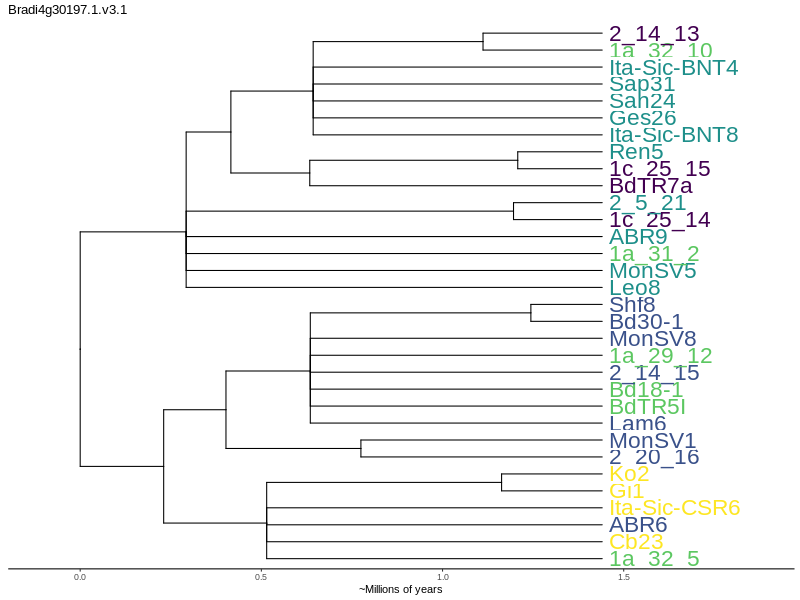 Bradi4g30197.1.v3.1
2_14_13
1a_32_10
Ita-Sic-BNT4
Sap31
Sah24
Ges26
Ita-Sic-BNT8
Ren5
1c_25_15
BdTR7a
2_5_21
1c_25_14
ABR9
1a_31_2
MonSV5
Leo8
Shf8
Bd30-1
MonSV8
1a_29_12
2_14_15
Bd18-1
BdTR5I
Lam6
MonSV1
2_20_16
Ko2
Gi1
Ita-Sic-CSR6
ABR6
Cb23
1a_32_5
0.0 0.5 1.0 1.5
~Millions of years